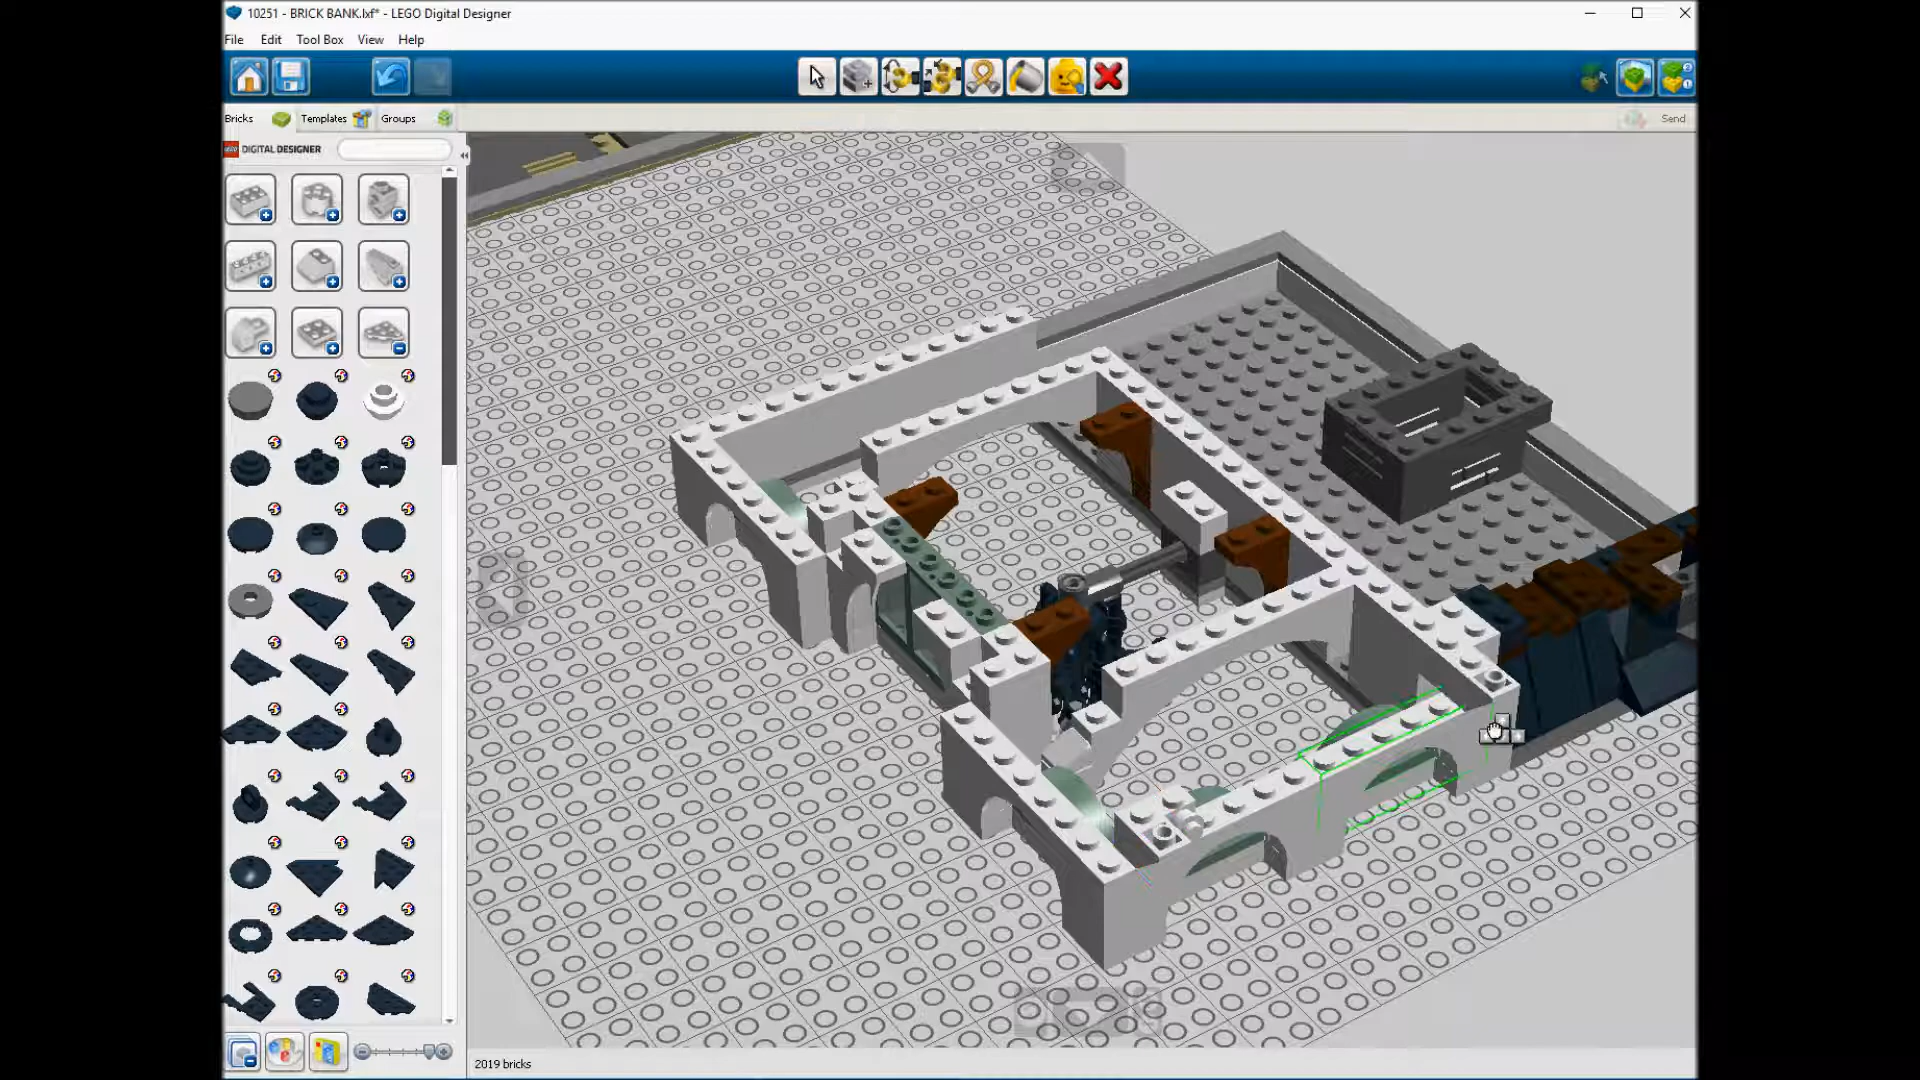 10251 - BRICK BANK.lxf* - LEGO Digital Designer
File Edit Tool Box View Help
Bricks Templates Groups Send
LEGO DIGITAL DESIGNER
2019 bricks